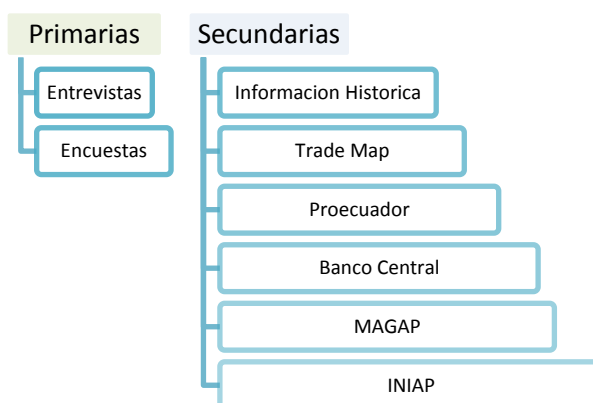 Primarias
Entrevistas
Encuestas
Secundarias
Informacion Historica
Trade Map
Proecuador
Banco Central
MAGAP
INIAP